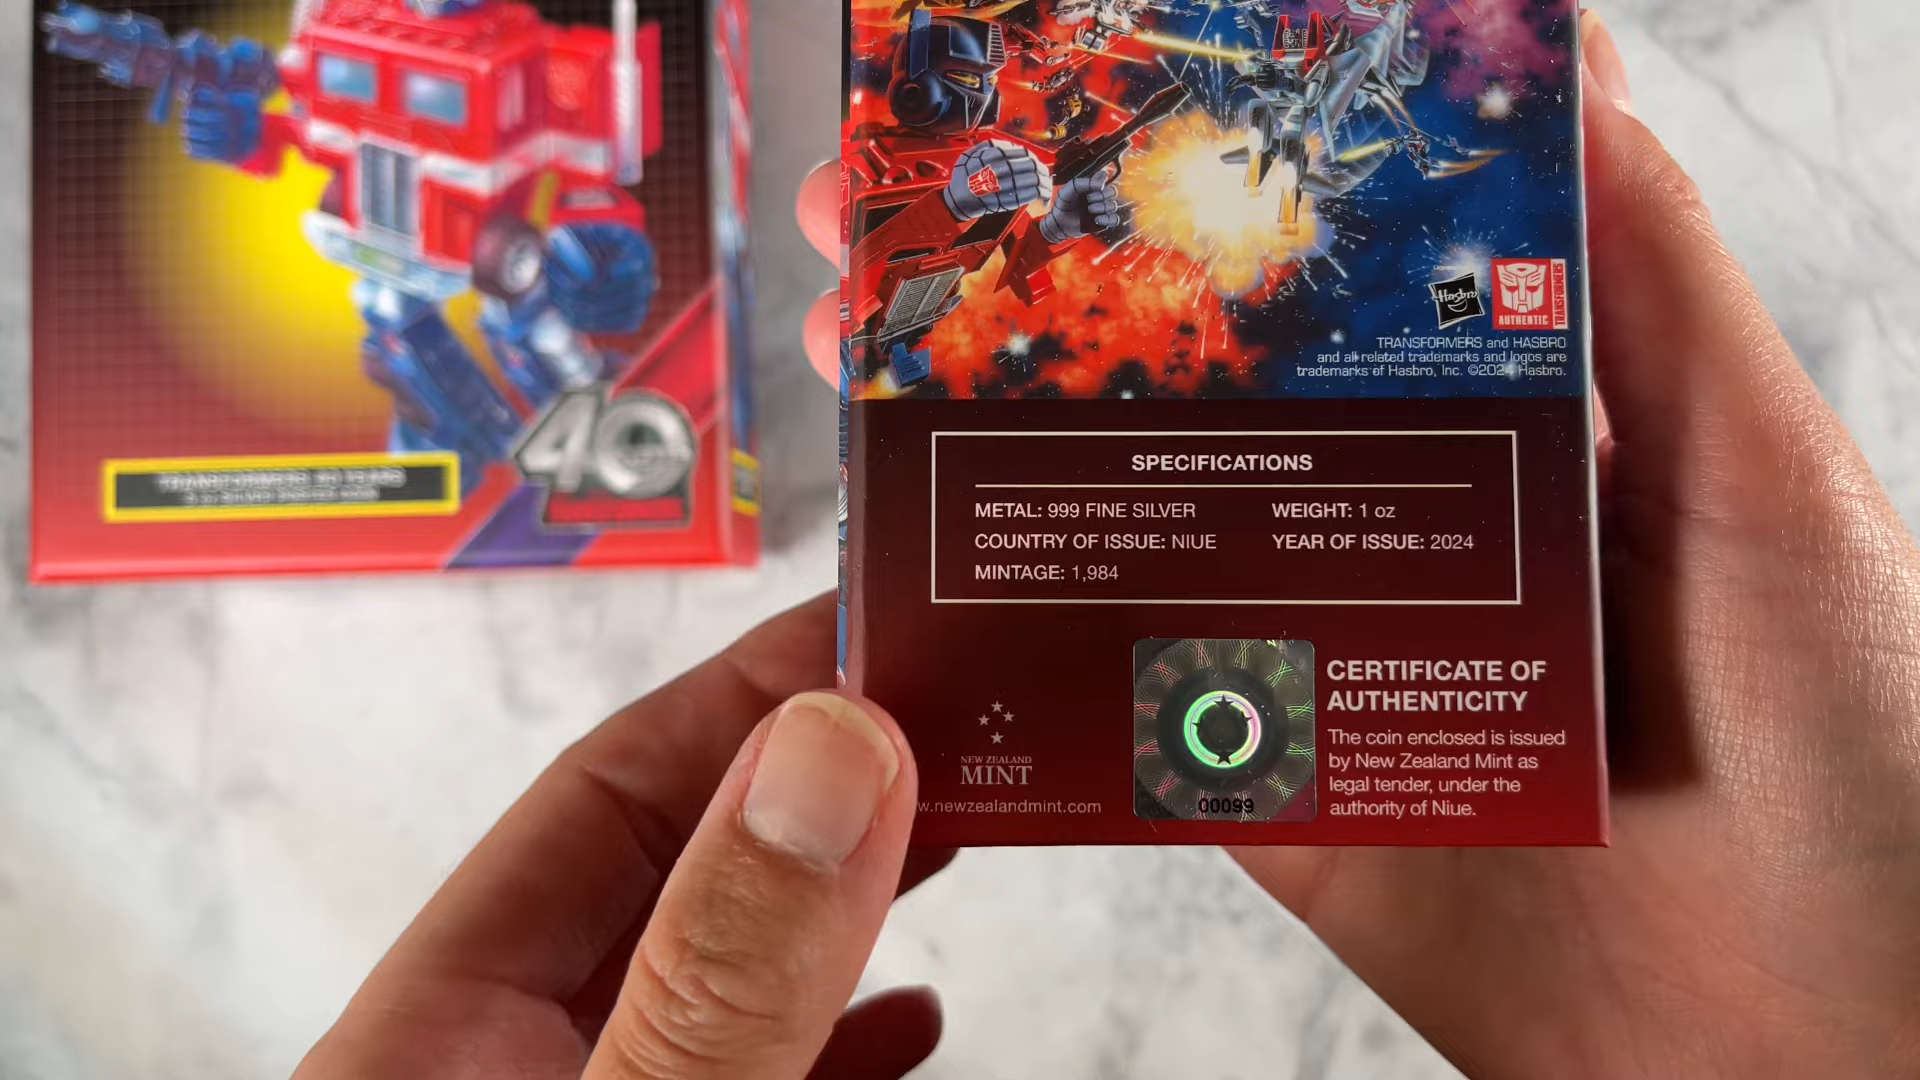 Hasbro
AUTHENTIC
TRANSFORMERS
TRANSFORMERS and HASBRO
and all related trademarks and logos are
trademarks of Hasbro, Inc. ©2024 Hasbro.
SPECIFICATIONS
METAL: 999 FINE SILVER
WEIGHT: 1 oz
COUNTRY OF ISSUE: NIUE
YEAR OF ISSUE: 2024
MINTAGE: 1,984
CERTIFICATE OF
AUTHENTICITY
The coin enclosed is issued
by New Zealand Mint as
legal tender, under the
authority of Niue.
NEW ZEALAND
MINT
w.newzealandmint.com
00099
40
TRANSFORMERS 40 YEARS